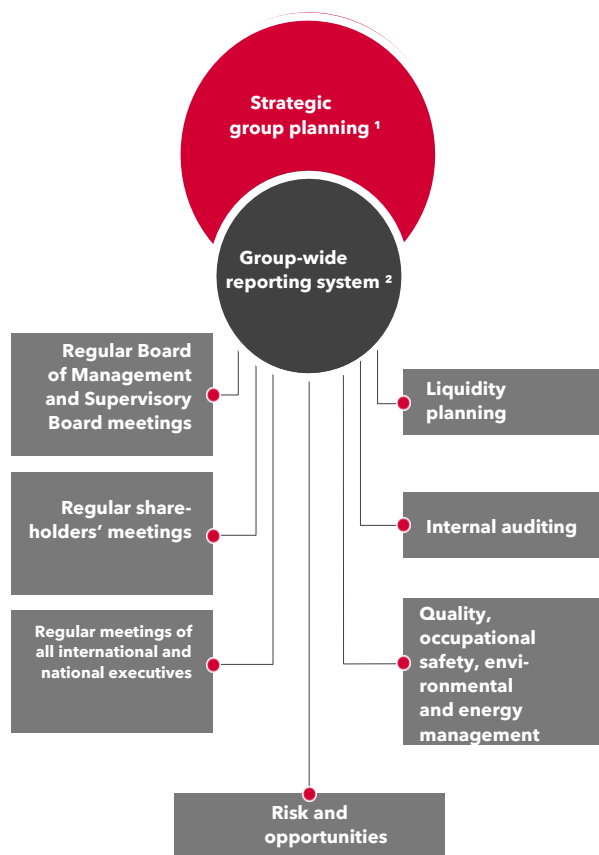 Strategic
group planning ¹
Group-wide
reporting system ²
Regular Board
of Management
and Supervisory
Board meetings
Regular share-
holders’ meetings
Regular meetings of
all international and
national executives
Liquidity
planning
Internal auditing
Quality,
occupational
safety, envi-
ronmental
and energy
management
Risk and
opportunities